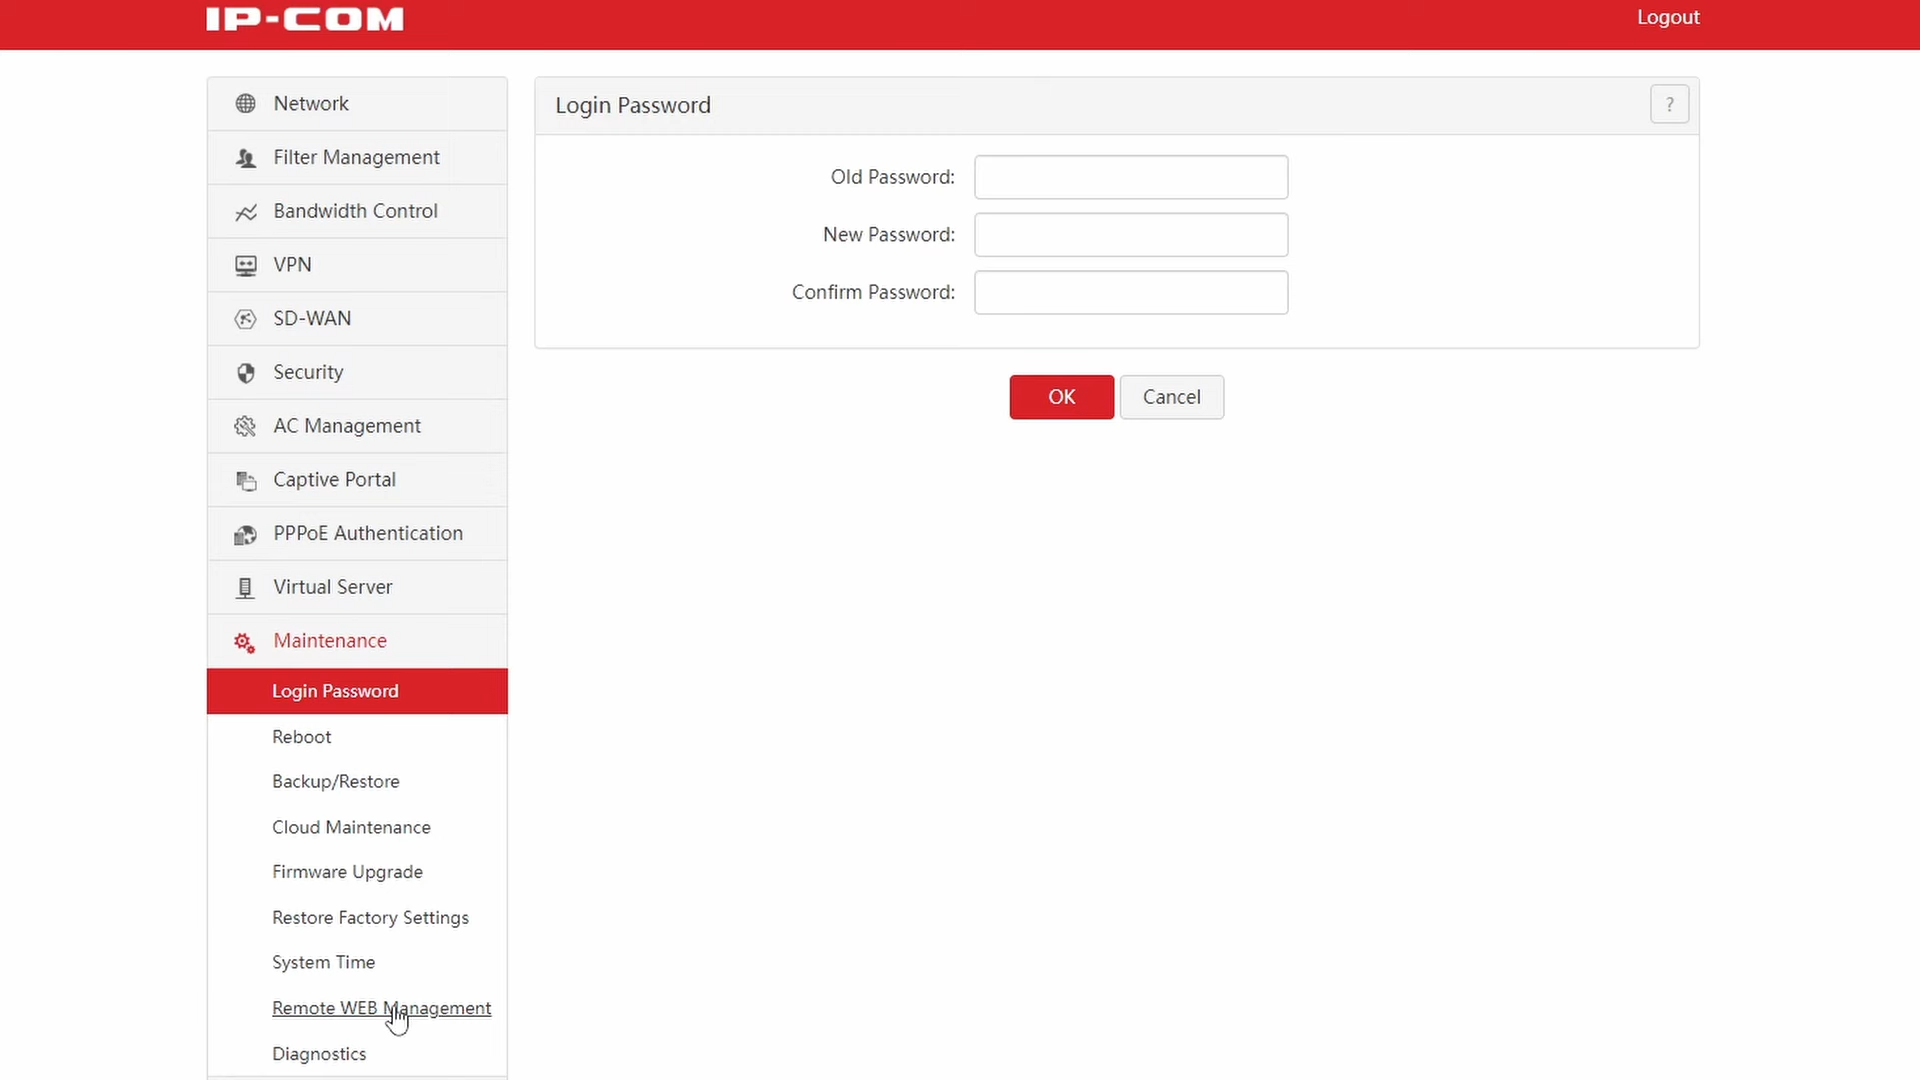 IP-COM
Logout
Network
Filter Management
Bandwidth Control
VPN
SD-WAN
Security
AC Management
Captive Portal
PPPoE Authentication
Virtual Server
Maintenance
Login Password
Reboot
Backup/Restore
Cloud Maintenance
Firmware Upgrade
Restore Factory Settings
System Time
Remote WEB Management
Diagnostics
Login Password
?
Old Password:
New Password:
Confirm Password:
OK
Cancel